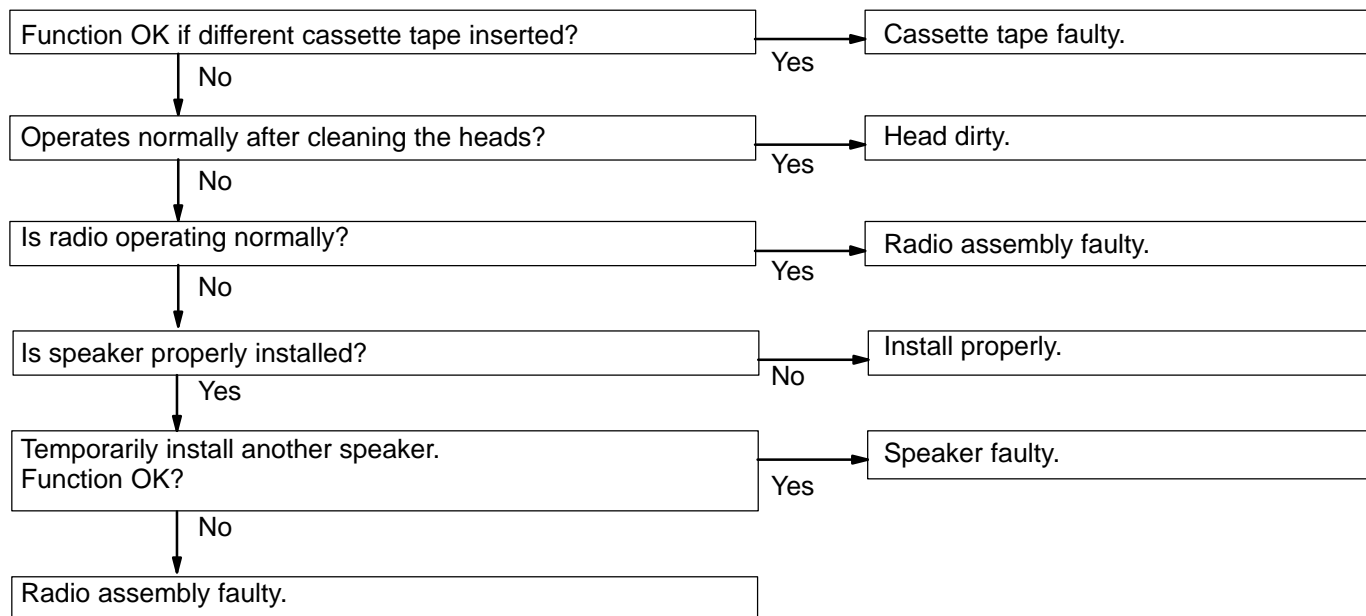 Function OK if different cassette tape inserted?
Yes
Cassette tape faulty.
No
Operates normally after cleaning the heads?
Yes
Head dirty.
No
Is radio operating normally?
Yes
Radio assembly faulty.
No
Is speaker properly installed?
No
Install properly.
Yes
Temporarily install another speaker.
Function OK?
Yes
Speaker faulty.
No
Radio assembly faulty.